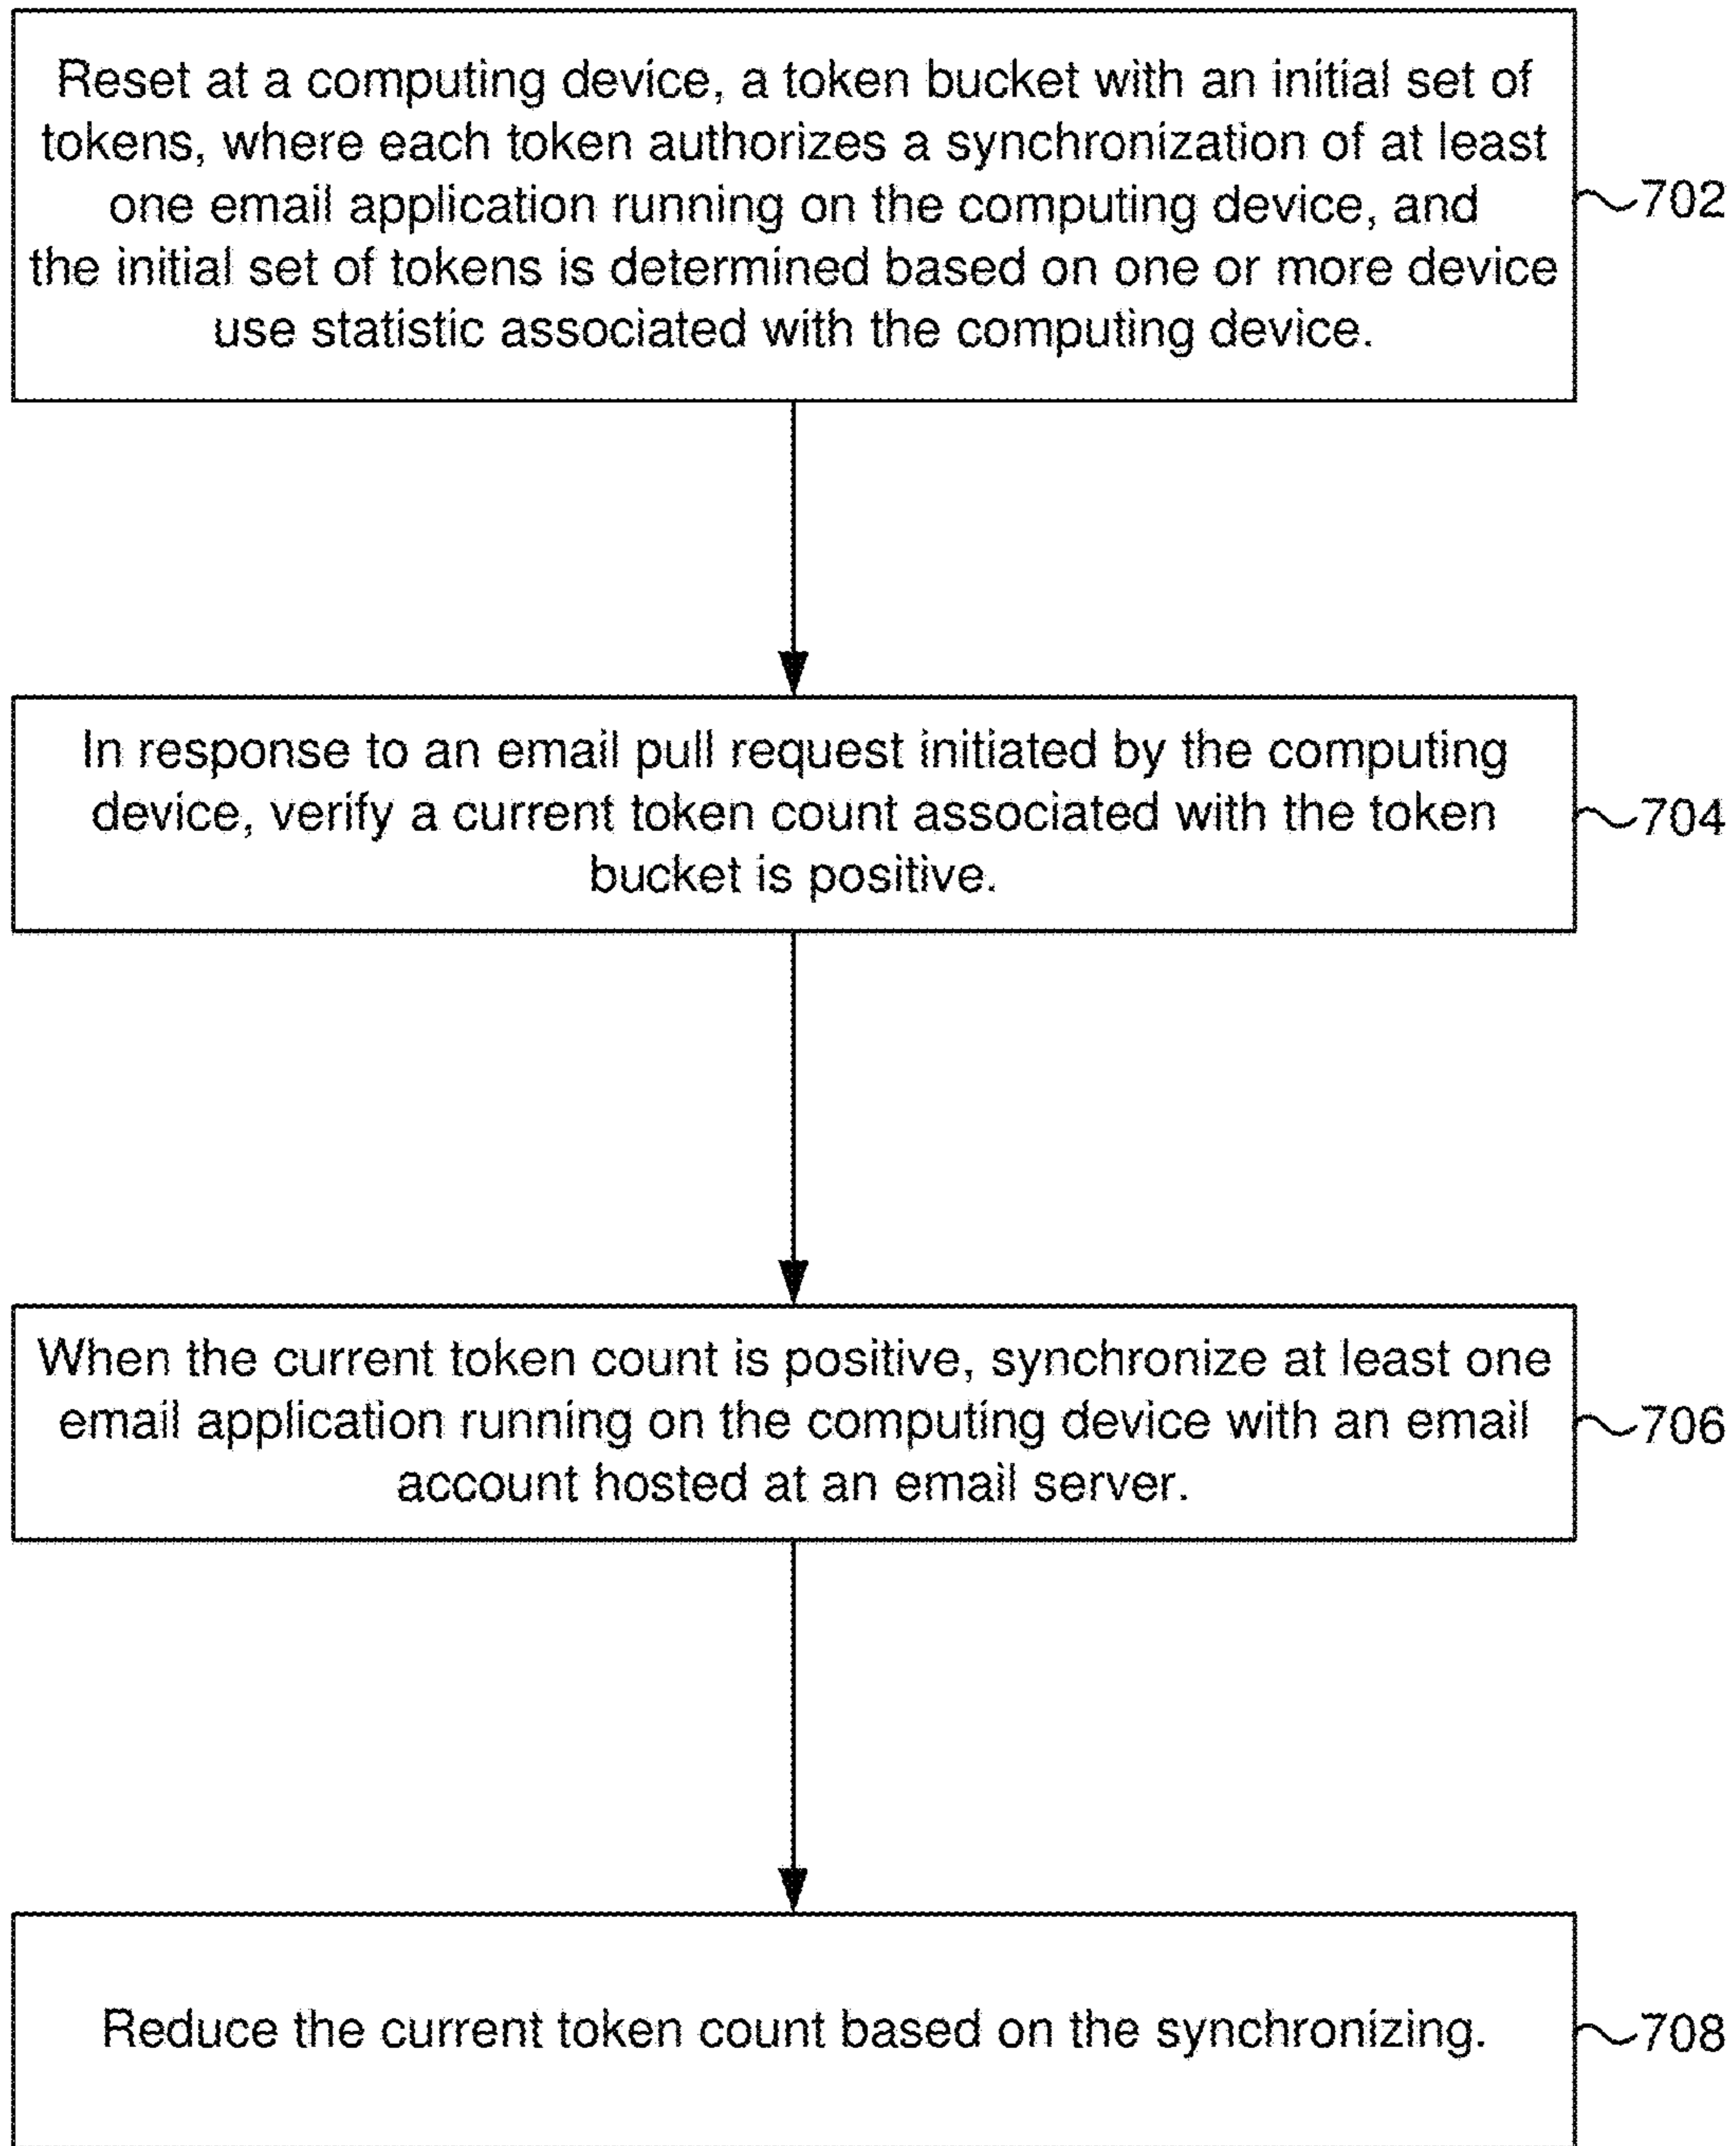 Reset at a computing device, a token bucket with an initial set of
tokens, where each token authorizes a synchronization of at least
one email application running on the computing device, and
the initial set of tokens is determined based on one or more device
use statistic associated with the computing device.
702
In response to an email pull request initiated by the computing
device, verify a current token count associated with the token
bucket is positive.
704
When the current token count is positive, synchronize at least one
email application running on the computing device with an email
account hosted at an email server.
706
Reduce the current token count based on the synchronizing.
708